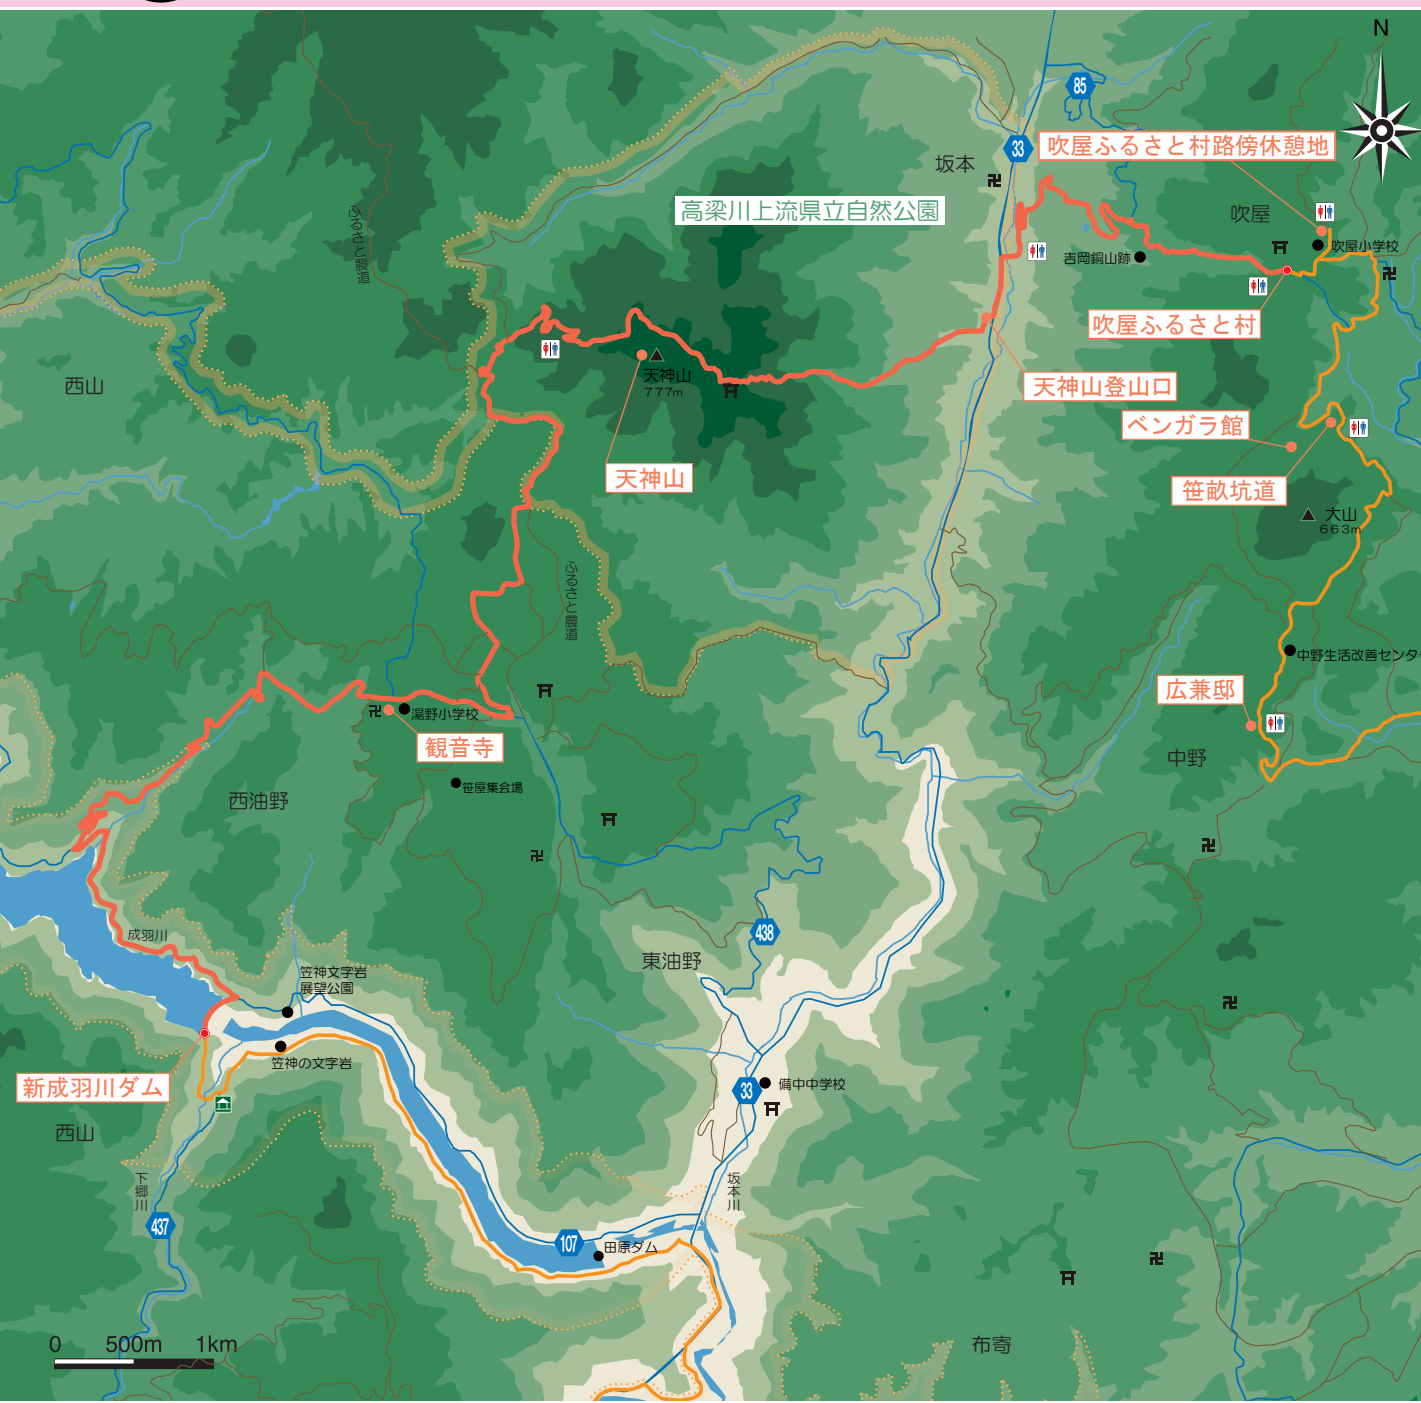 N
85
33
吹屋ふるさと村路傍休憩地
坂本
高梁川上流県立自然公園
吹屋
吹屋小学校
ふるさと農道
吉岡銅山跡
吹屋ふるさと村
天神山
777m
西山
天神山登山口
ベンガラ館
天神山
笹畝坑道
大山
663m
ふるさと農道
中野生活改善センター
広兼邸
湯野小学校
観音寺
中野
笹屋集会場
西油野
438
成羽川
東油野
笠神文字岩
展望公園
笠神の文字岩
新成羽川ダム
33
備中中学校
西山
下郷川
坂本川
437
107
田原ダム
布寄
0 500m 1km